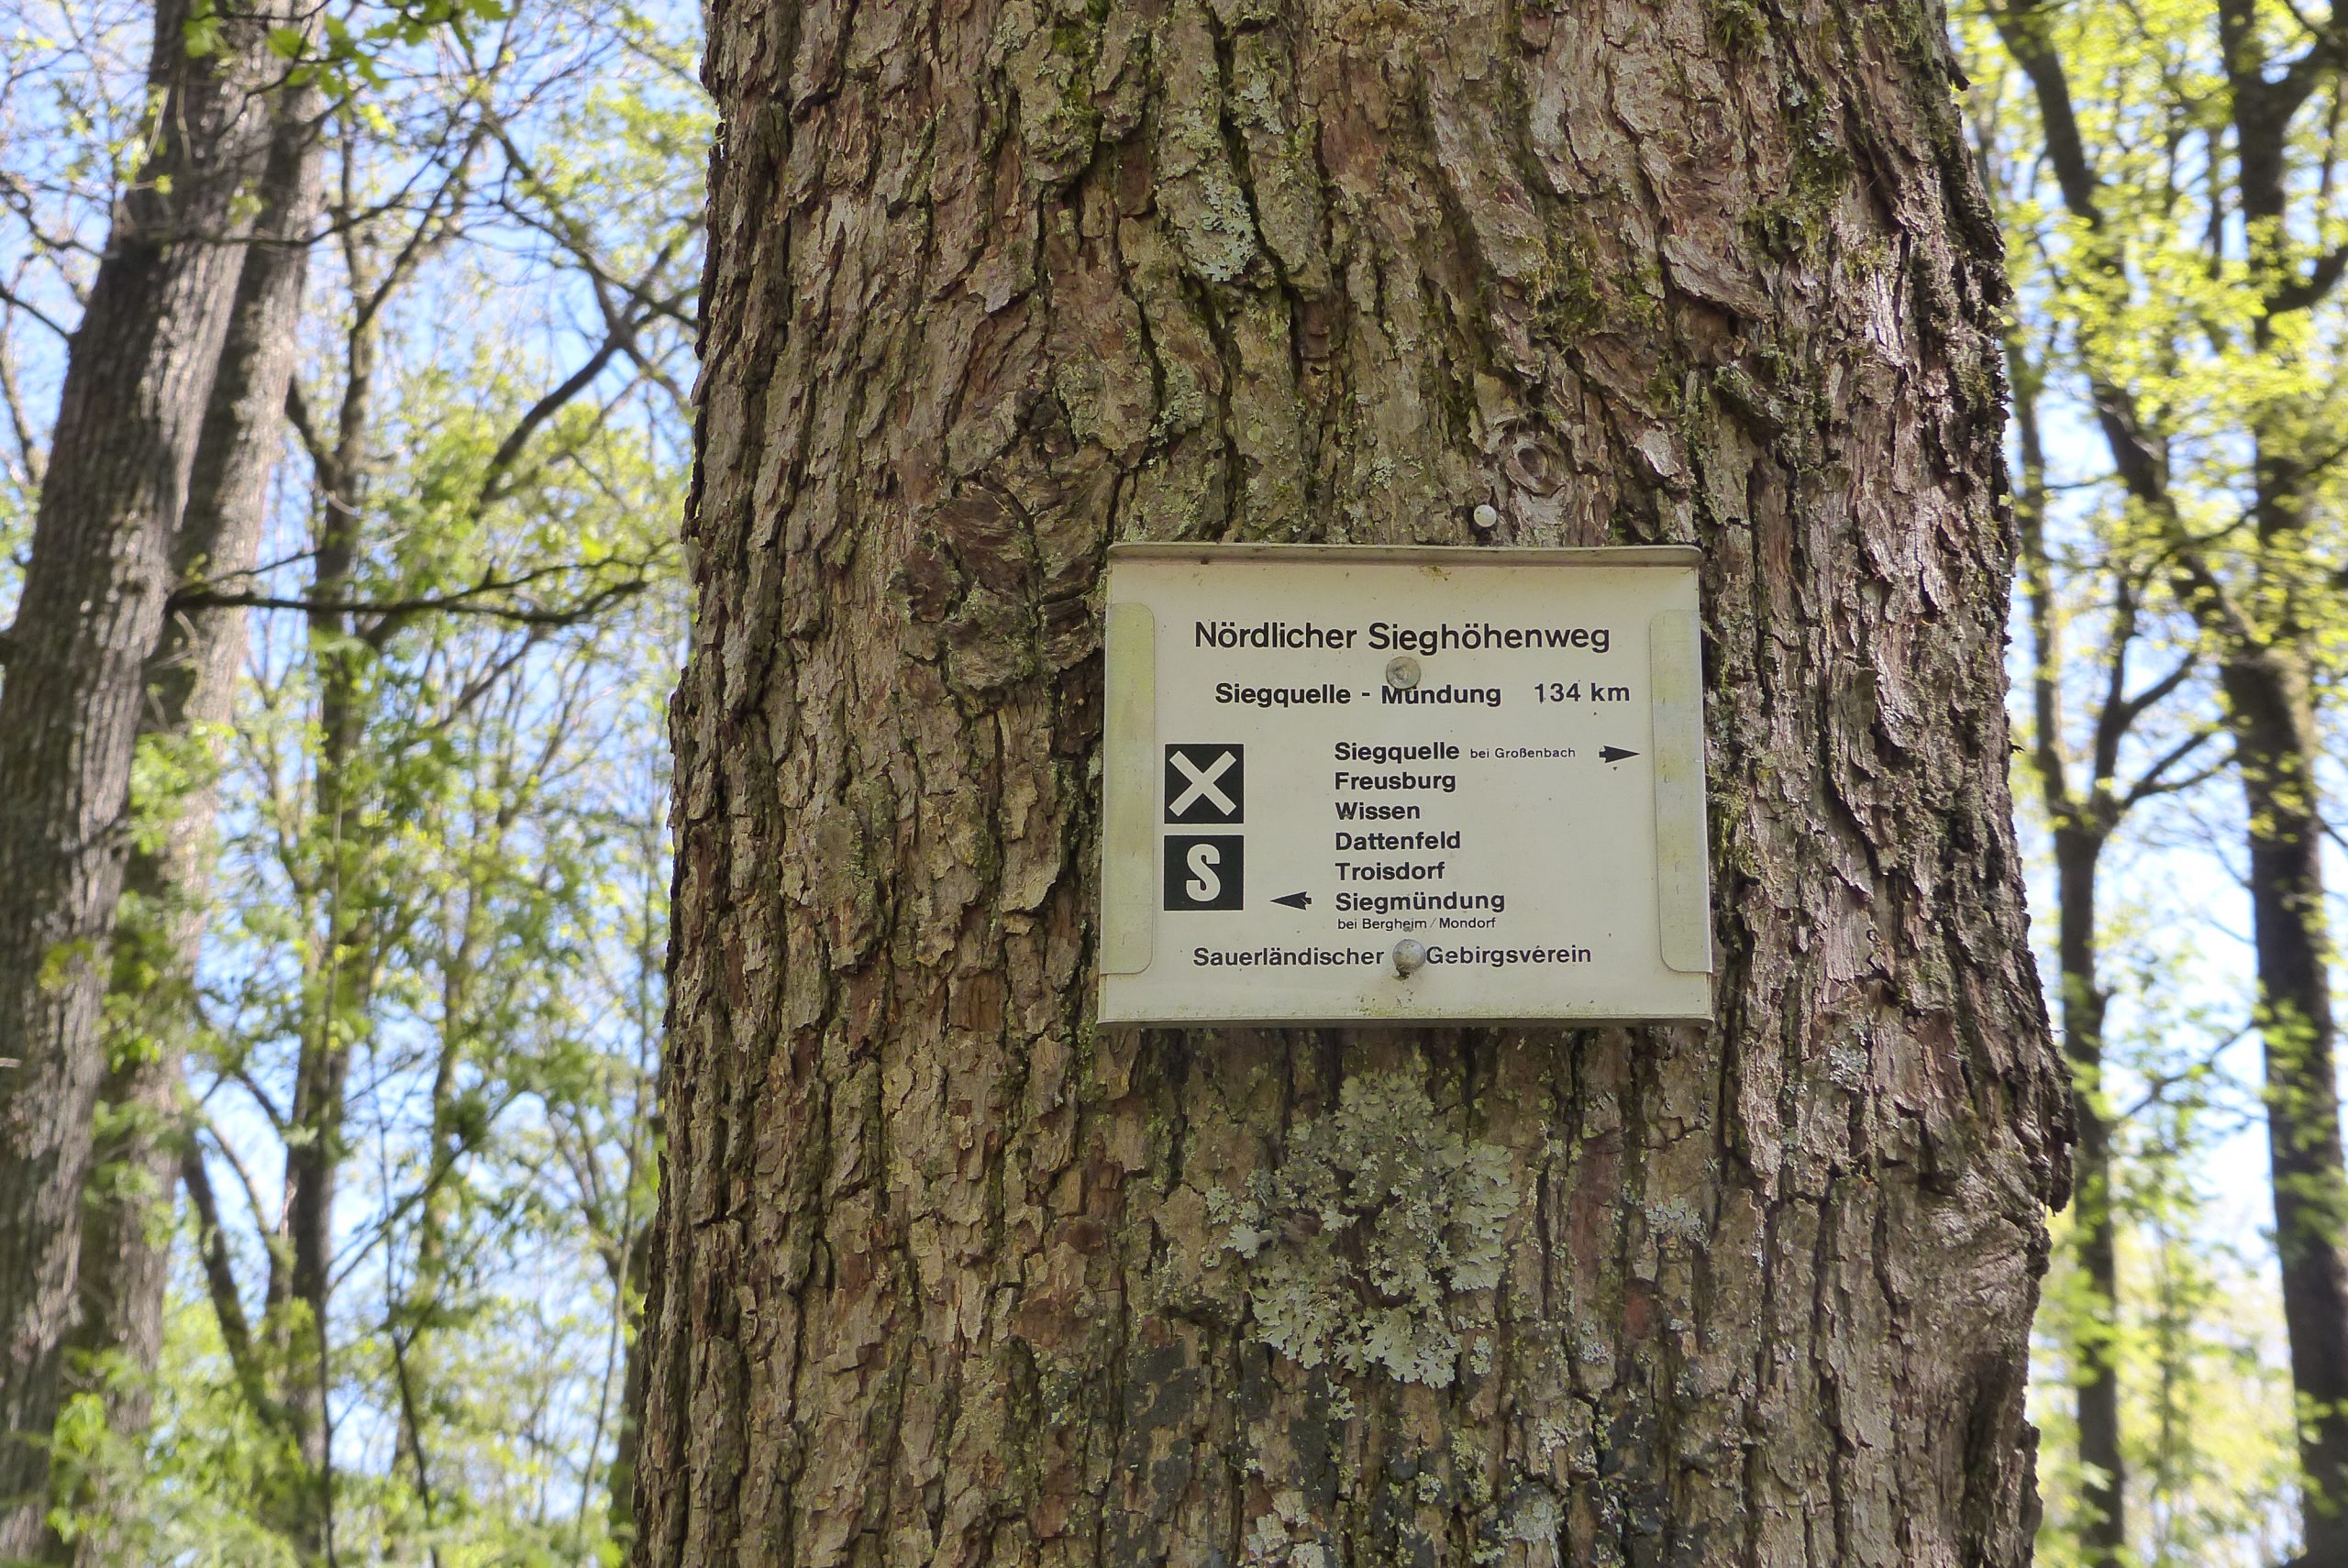 Nördlicher Sieghöhenweg
Siegquelle - Mündung 134 km
Siegquelle bei Großenbach
Freusburg
Wissen
Dattenfeld
Troisdorf
S
Siegmündung
bei Bergheim / Mondorf
Sauerländischer Gebirgsverein